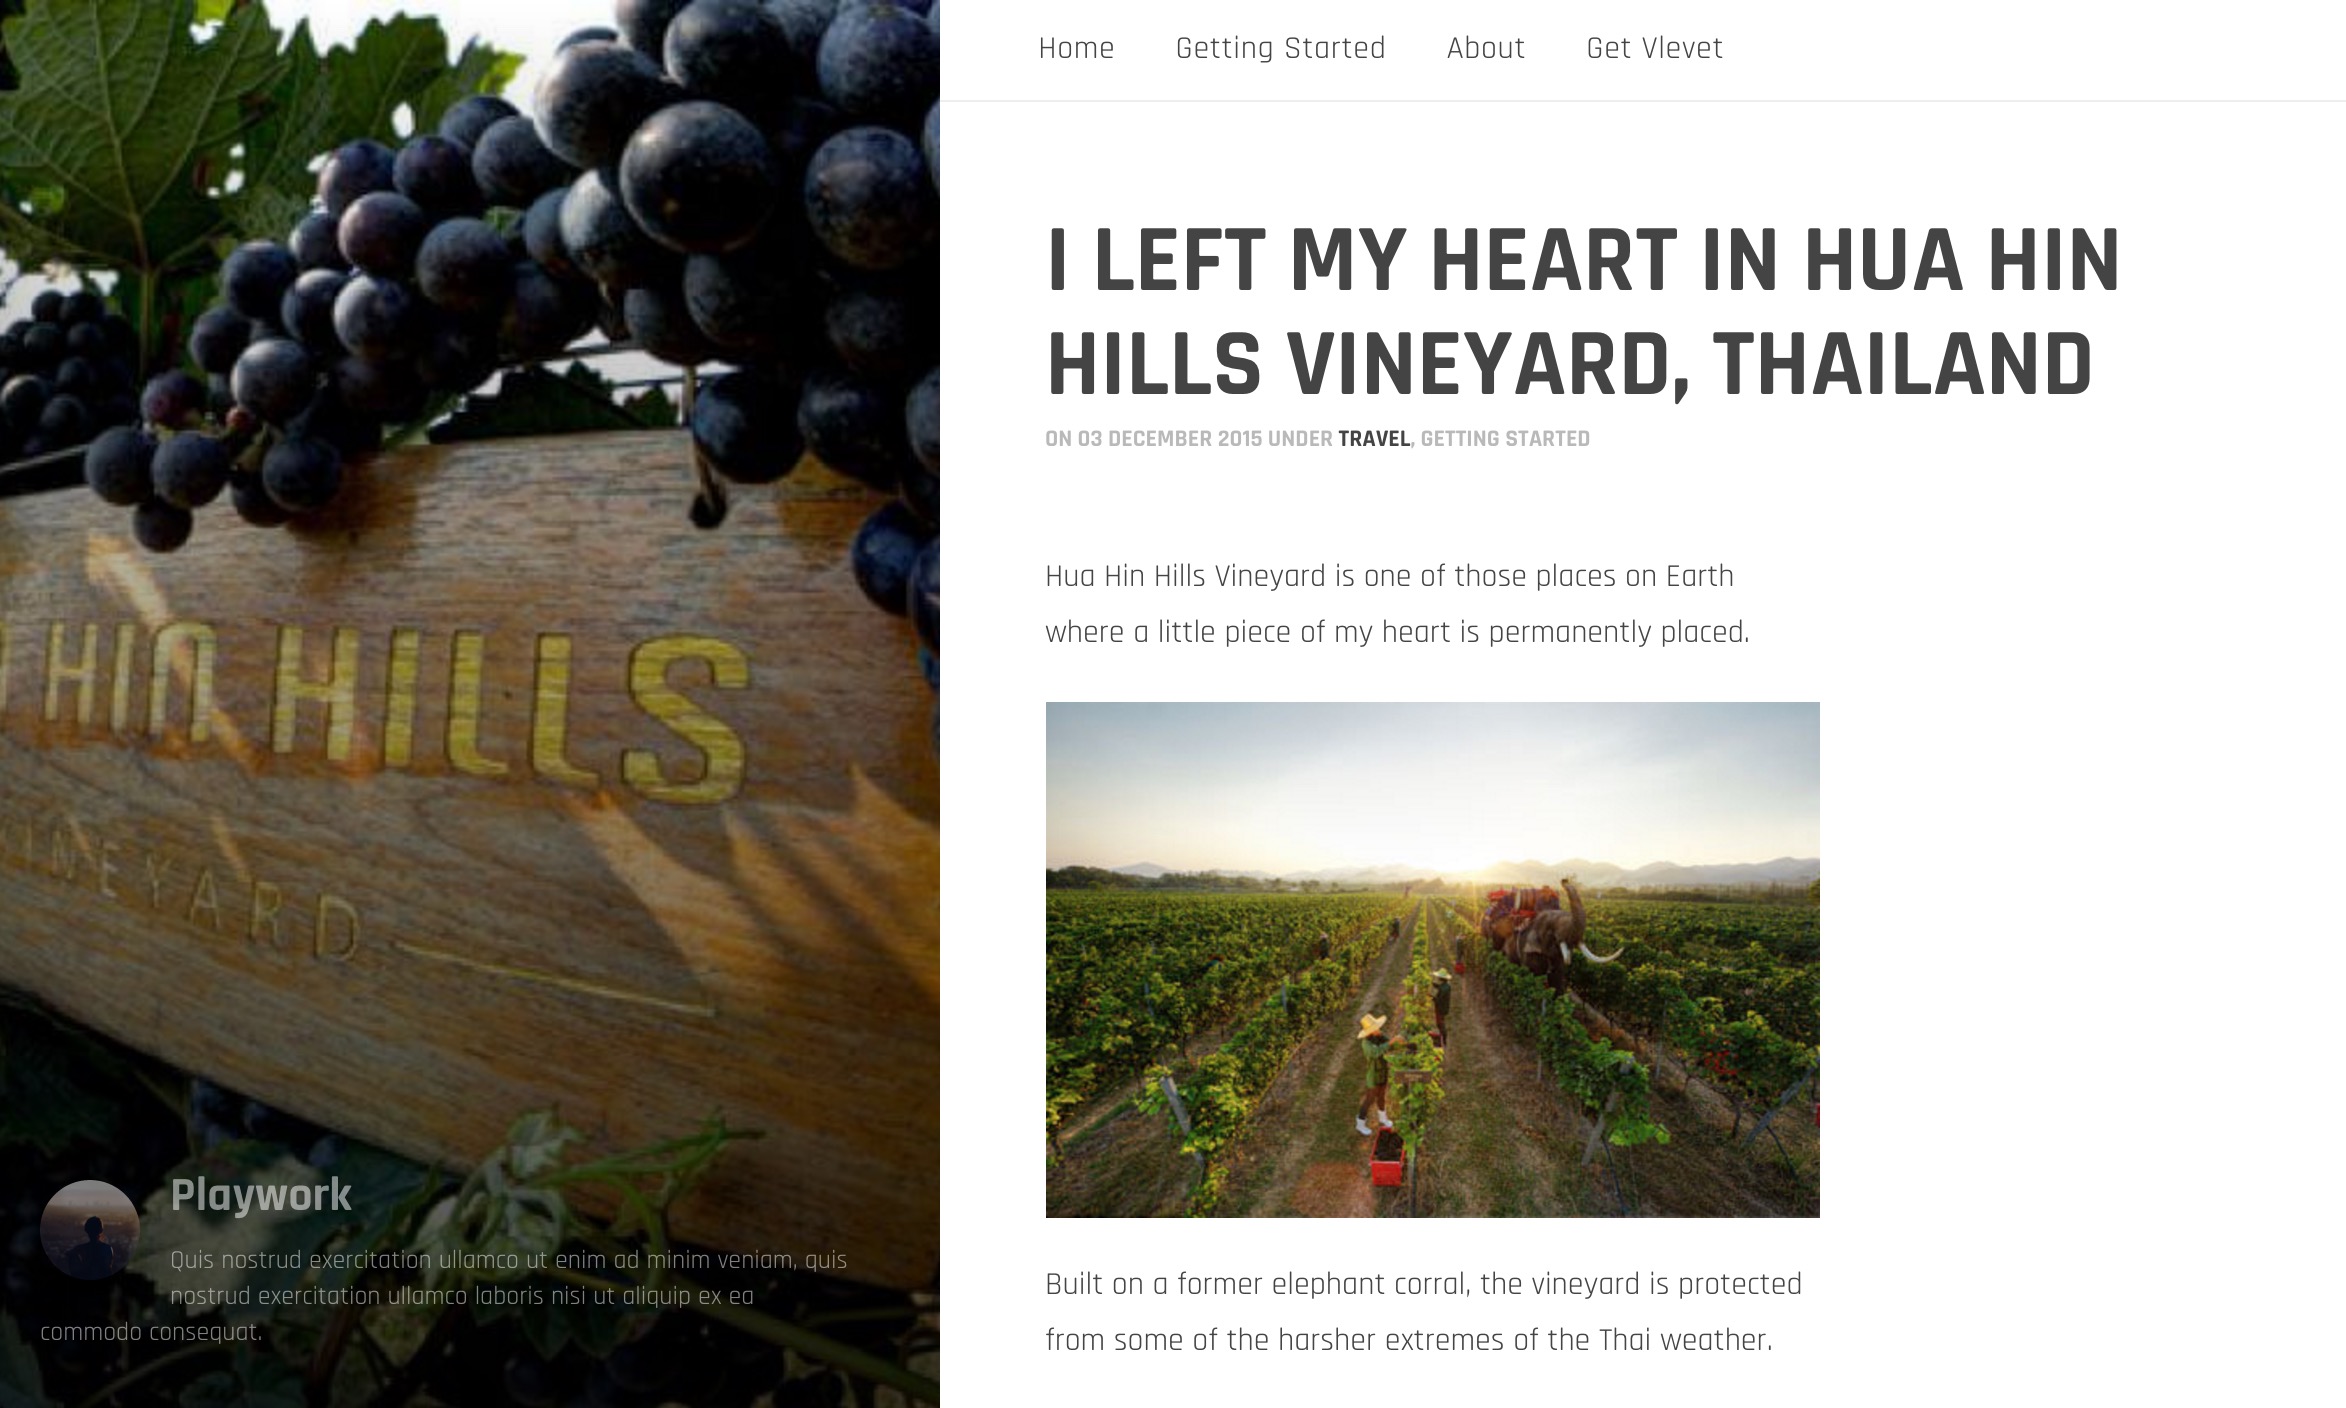 Home Getting Started About Get Vlevet
I LEFT MY HEART IN HUA HIN
HILLS VINEYARD, THAILAND
ON 03 DECEMBER 2015 UNDER TRAVEL, GETTING STARTED
Hua Hin Hills Vineyard is one of those places on Earth
where a little piece of my heart is permanently placed.
Built on a former elephant corral, the vineyard is protected
from some of the harsher extremes of the Thai weather.
HIN HILLS
VINEYARD
Playwork
Quis nostrud exercitation ullamco ut enim ad minim veniam, quis
nostrud exercitation ullamco laboris nisi ut aliquip ex ea
commodo consequat.